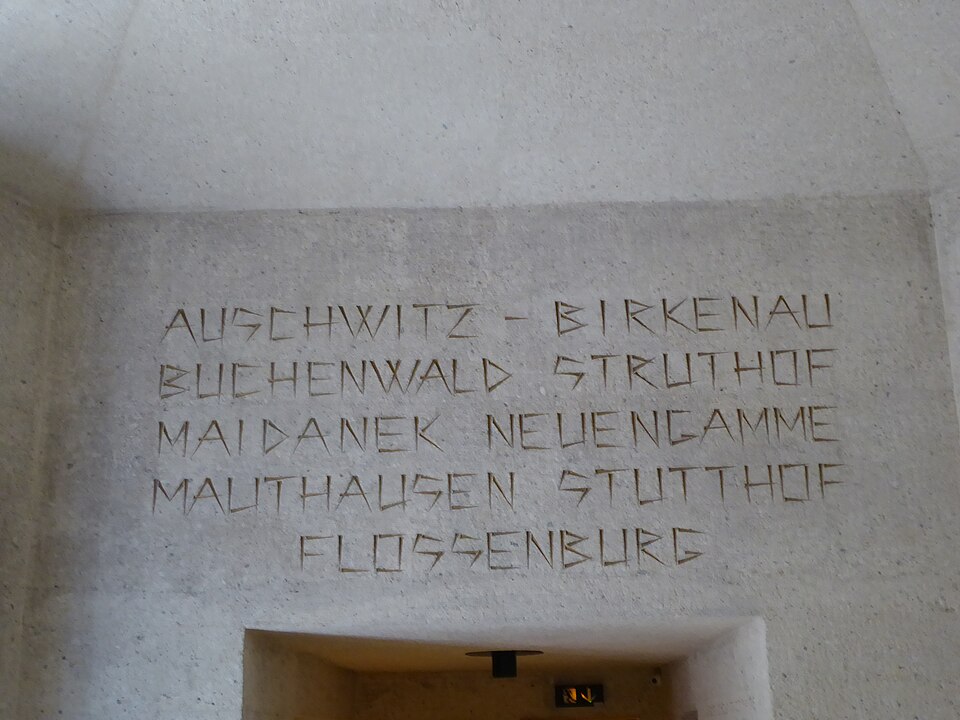 AUSCHWITZ - BIRKENAU
BUCHENWALD STRUTHOF
MAIDANEK NEUENGAMME
MAUTHAUSEN STUTTHOF
FLOSSENBURG